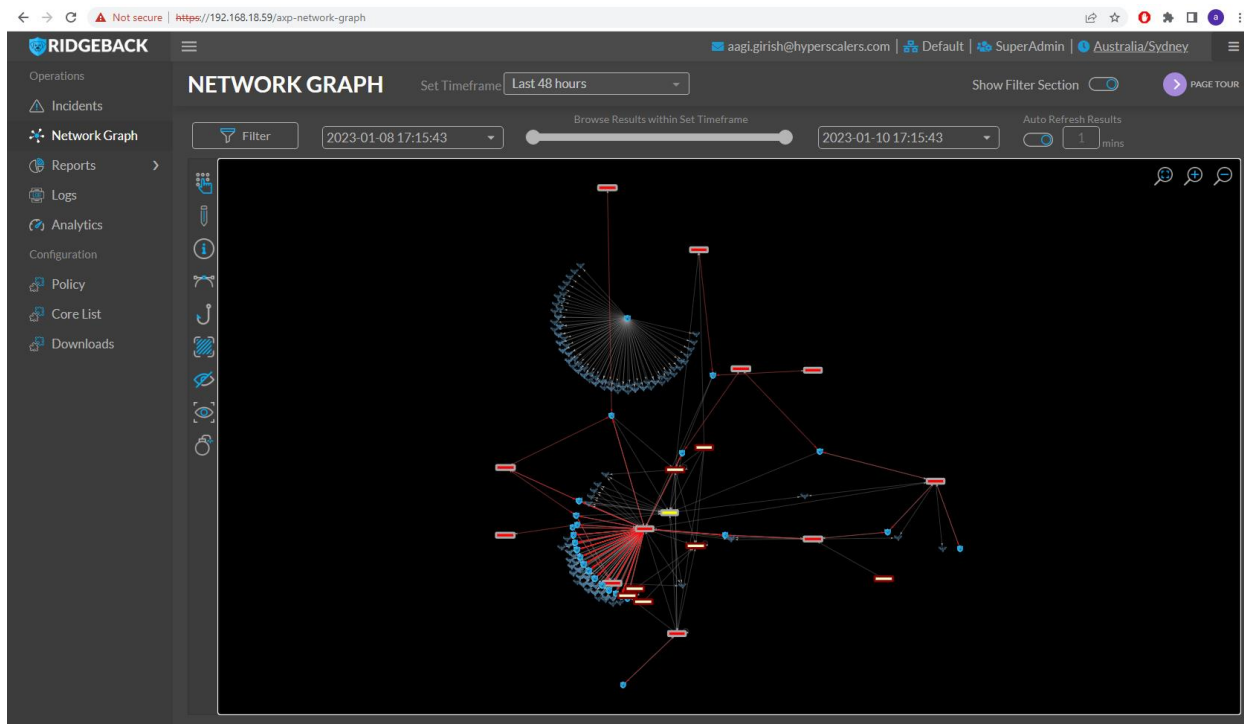 Not secure | https://192.168.18.59/axp-network-graph
a
RIDGEBACK
aagi.girish@hyperscalers.com | Default | SuperAdmin | Australia/Sydney
Operations
Incidents
Network Graph
Reports
Logs
Analytics
Configuration
Policy
Core List
Downloads
NETWORK GRAPH
Set Timeframe
Last 48 hours
Show Filter Section
PAGE TOUR
Filter
2023-01-08 17:15:43
Browse Results within Set Timeframe
2023-01-10 17:15:43
Auto Refresh Results
1 mins